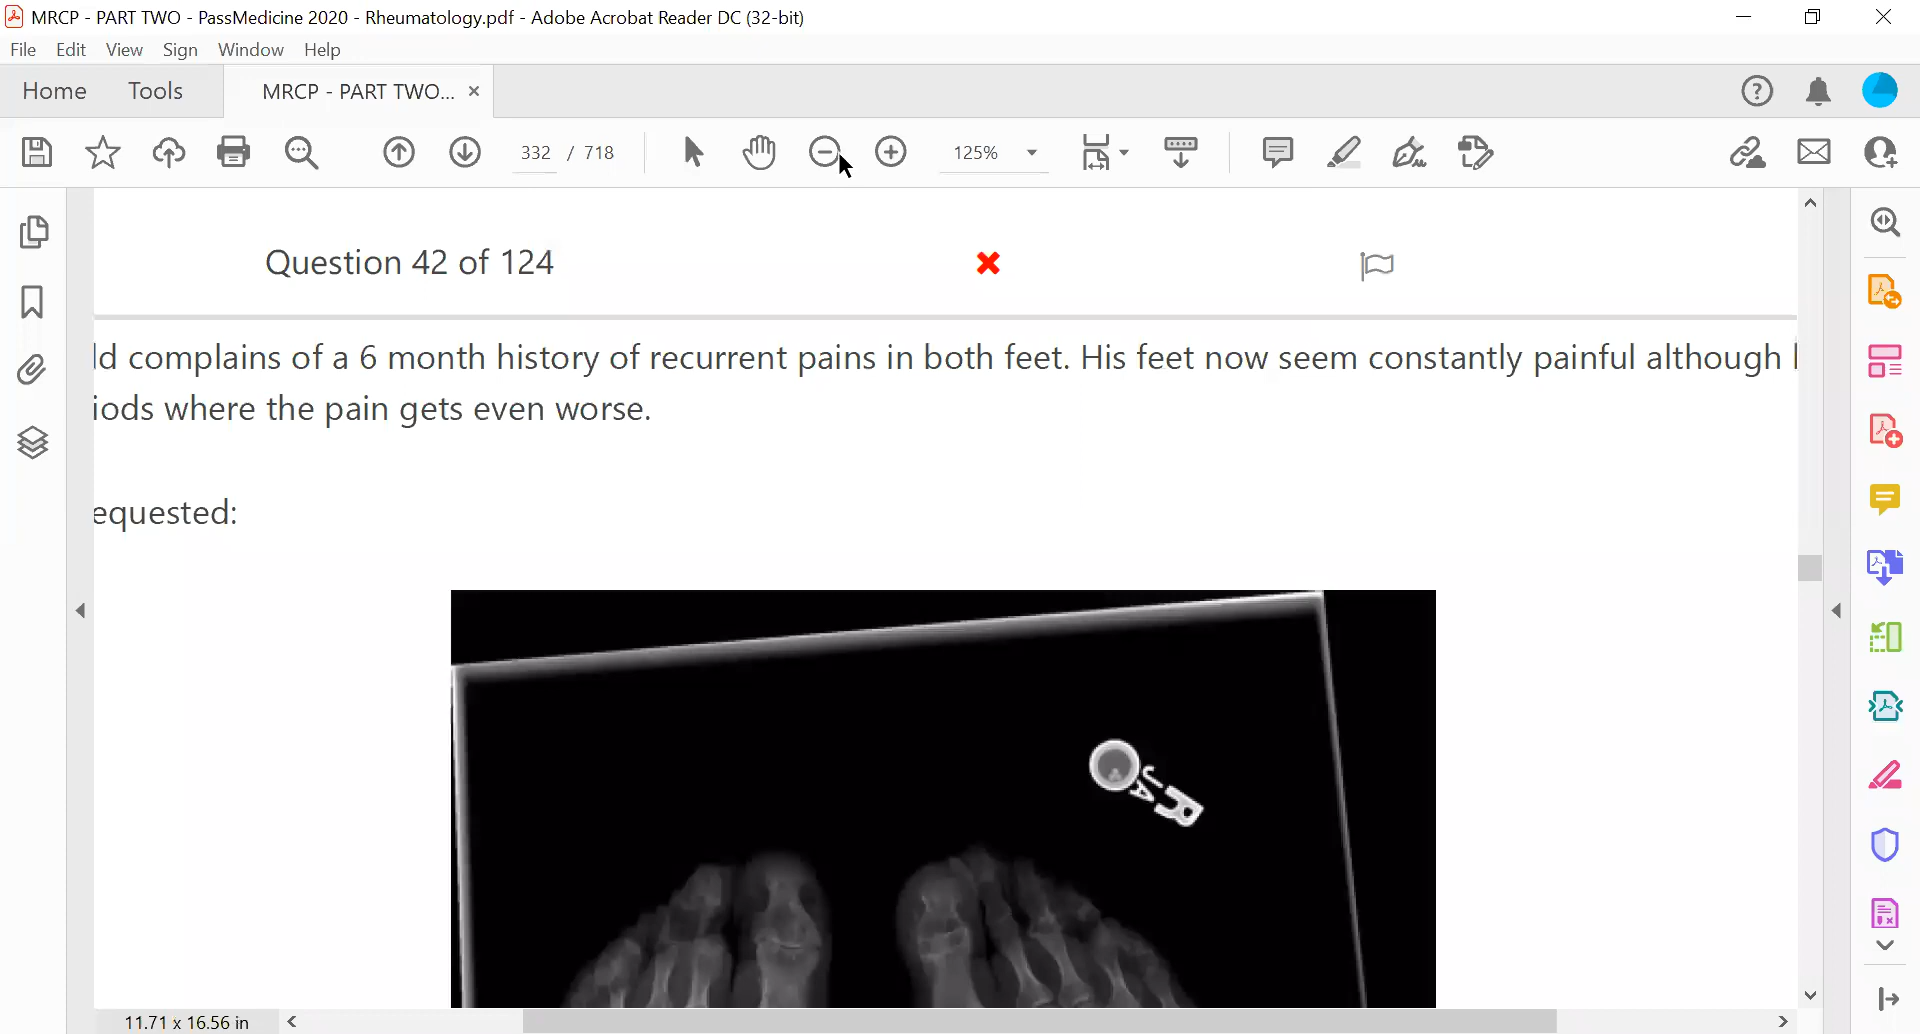 MRCP - PART TWO - PassMedicine 2020 - Rheumatology.pdf - Adobe Acrobat Reader DC (32-bit)
File Edit View Sign Window Help
Home Tools MRCP - PART TWO... ×
332 / 718 125%
Question 42 of 124
ld complains of a 6 month history of recurrent pains in both feet. His feet now seem constantly painful although
iods where the pain gets even worse.
equested:
R
JA
11.71 x 16.56 in